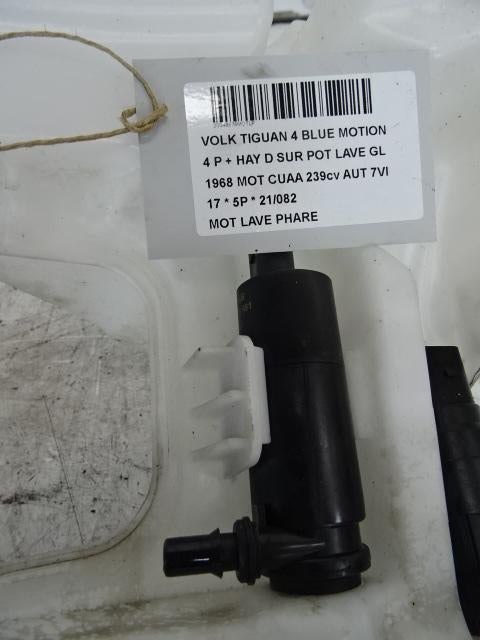 VOLK TIGUAN 4 BLUE MOTION
4 P + HAY D SUR POT LAVE GL
1968 MOT CUAA 239cv AUT 7VI
17 * 5P * 21/082
MOT LAVE PHARE